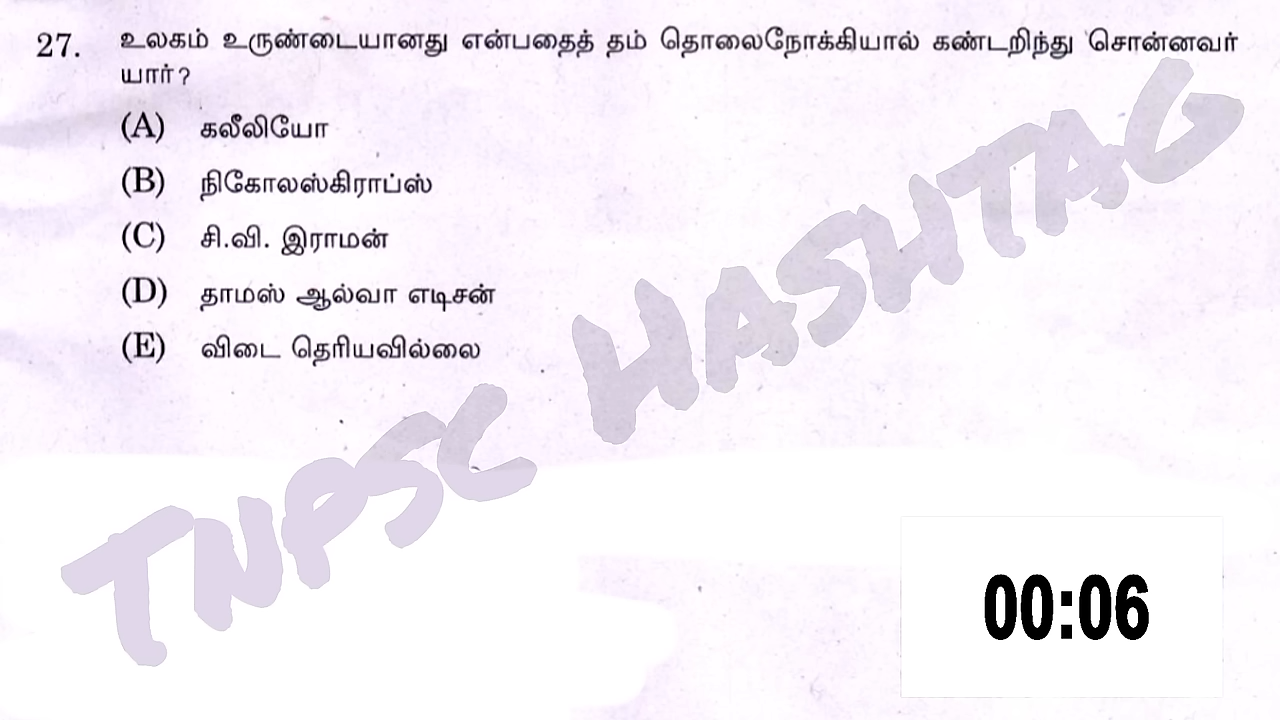 27. உலகம் உருண்டையானது என்பதைத் தம் தொலைநோக்கியால் கண்டறிந்து சொன்னவர்
யார்?
(A) கலீலியோ
(B) நிகோலஸ்கிராப்ஸ்
(C) சி.வி. இராமன்
(D) தாமஸ் ஆல்வா எடிசன்
(E) விடை தெரியவில்லை
TNPSC HASHTAG
00:06